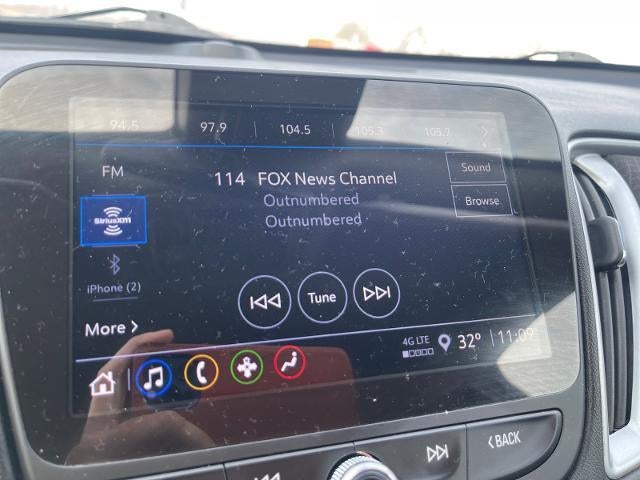 94.5 97.9 104.5 105.3 105.7
FM
114 FOX News Channel
Sound
Outnumbered
Browse
Outnumbered
SiriusXM
iPhone (2)
Tune
More
4G LTE
32° 11:09
BACK